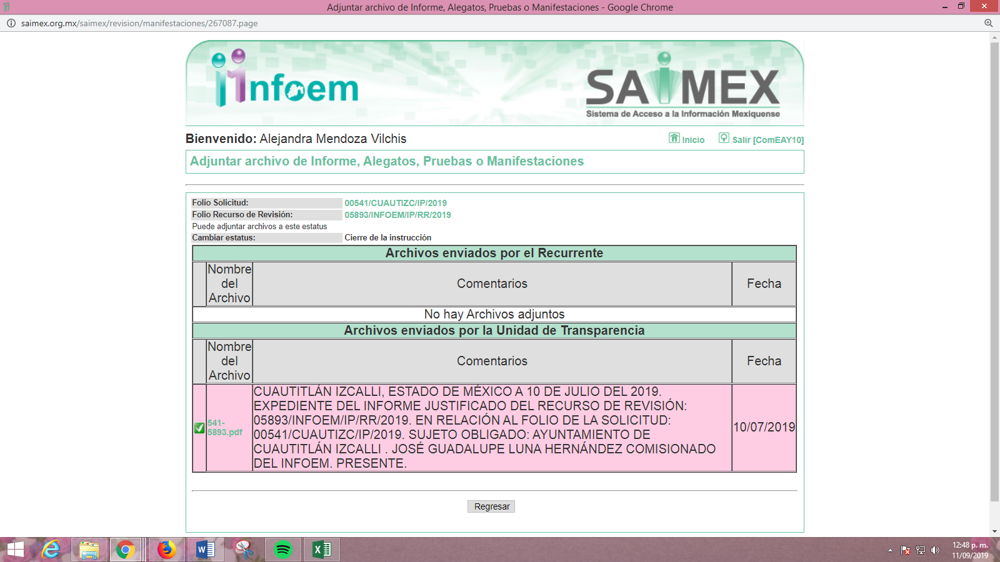 Adjuntar archivo de Informe, Alegatos, Pruebas o Manifestaciones - Google Chrome
saimex.org.mx/saimex/revision/manifestaciones/267087.page
infoem
SAIMEX
Sistema de Acceso a la Información Mexiquense
Bienvenido: Alejandra Mendoza Vilchis
Inicio
Salir [ComEAY10]
Adjuntar archivo de Informe, Alegatos, Pruebas o Manifestaciones
Folio Solicitud: 00541/CUAUTIZC/IP/2019
Folio Recurso de Revisión: 05893/INFOEM/IP/RR/2019
Puede adjuntar archivos a este estatus
Cambiar estatus: Cierre de la instrucción
Archivos enviados por el Recurrente
Nombre
del
Archivo
Comentarios
Fecha
No hay Archivos adjuntos
Archivos enviados por la Unidad de Transparencia
Nombre
del
Archivo
Comentarios
Fecha
541-
5893.pdf
CUAUTITLÁN IZCALLI, ESTADO DE MÉXICO A 10 DE JULIO DEL 2019.
EXPEDIENTE DEL INFORME JUSTIFICADO DEL RECURSO DE REVISIÓN:
05893/INFOEM/IP/RR/2019. EN RELACIÓN AL FOLIO DE LA SOLICITUD:
00541/CUAUTIZC/IP/2019. SUJETO OBLIGADO: AYUNTAMIENTO DE
CUAUTITLÁN IZCALLI . JOSÉ GUADALUPE LUNA HERNÁNDEZ COMISIONADO
DEL INFOEM. PRESENTE.
10/07/2019
Regresar
12:48 p. m.
11/09/2019